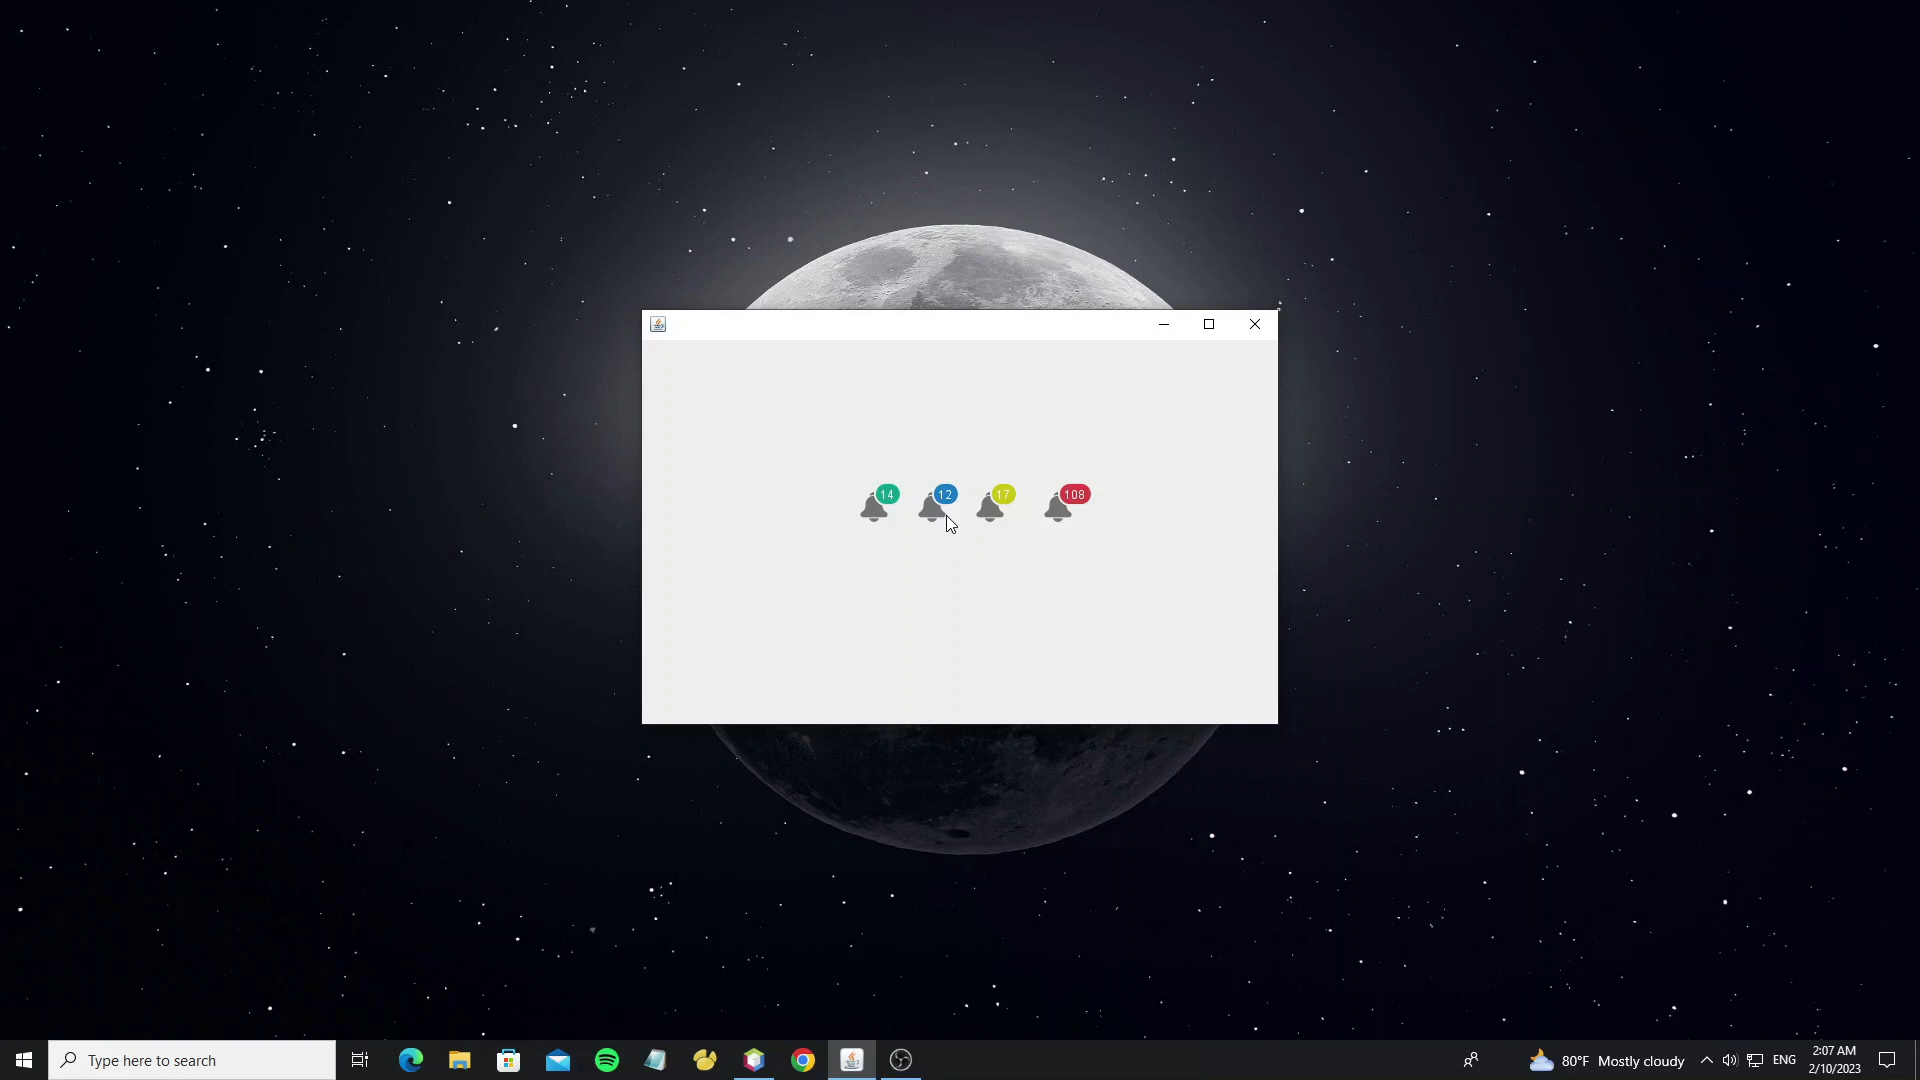 14 12 17 108
Type here to search
80°F Mostly cloudy
ENG
2:07 AM
2/10/2023